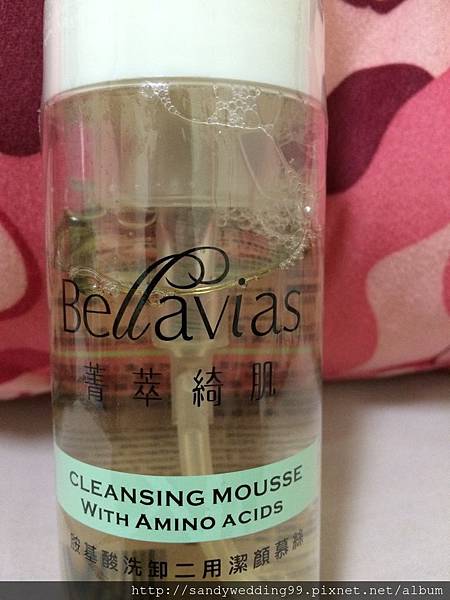 Bellavias
菁萃綺肌
CLEANSING MOUSSE
WITH AMINO ACIDS
胺基酸洗卸二用潔顏慕絲
http://sandywedding99.pixnet.net/album